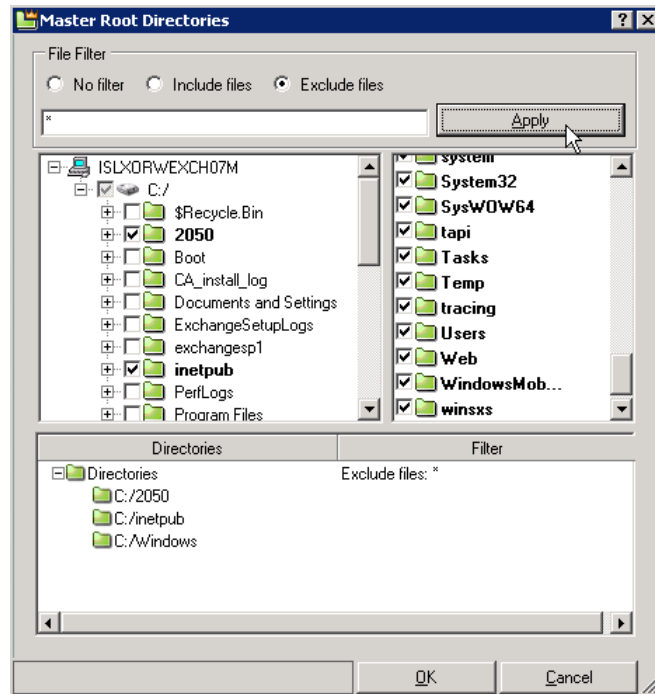 Master Root Directories
File Filter
No filter Include files Exclude files
* Apply
ISLXORWEXCH07M
C:/
$Recycle.Bin
2050
Boot
CA_install_log
Documents and Settings
ExchangeSetupLogs
exchangesp1
inetpub
PerfLogs
Program Files
system
System32
SysWOW64
tapi
Tasks
Temp
tracing
Users
Web
WindowsMob...
winsxs
Directories Filter
Directories Exclude files: *
C:/2050
C:/inetpub
C:/Windows
OK Cancel